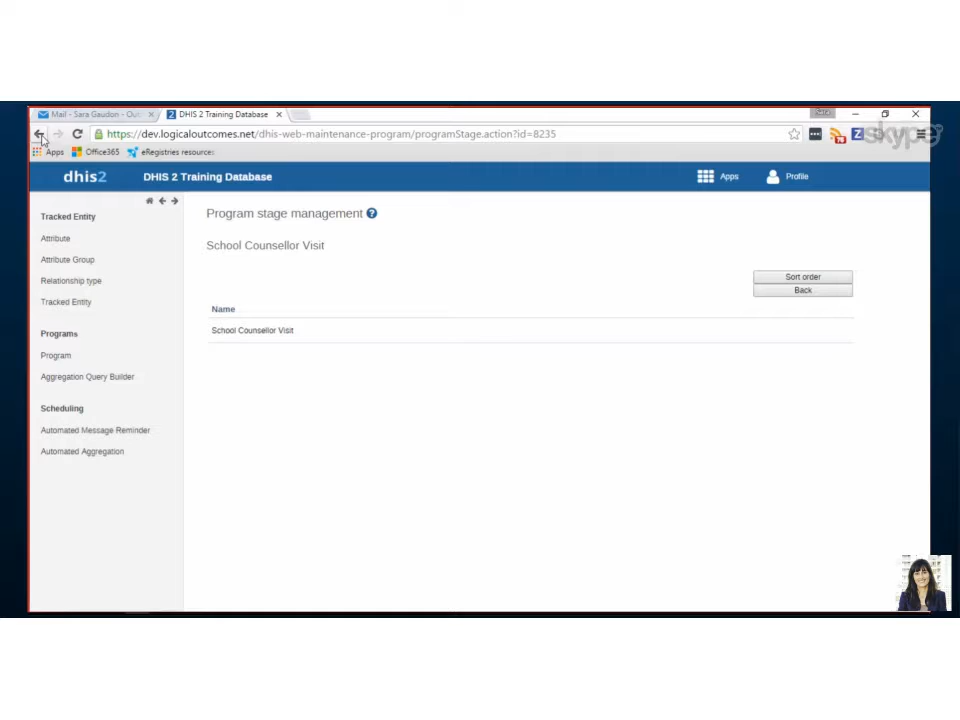 Mail - Sara Gaudon - Out
DHIS 2 Training Database
https://dev.logicaloutcomes.net/dhis-web-maintenance-program/programStage.action?id=8235
skype
Apps
Office365
eRegistries resource
dhis2
DHIS 2 Training Database
Apps
Profile
Tracked Entity
Attribute
Attribute Group
Relationship type
Tracked Entity
Programs
Program
Aggregation Query Builder
Scheduling
Automated Message Reminder
Automated Aggregation
Program stage management ?
School Counsellor Visit
Sort order
Back
Name
School Counsellor Visit